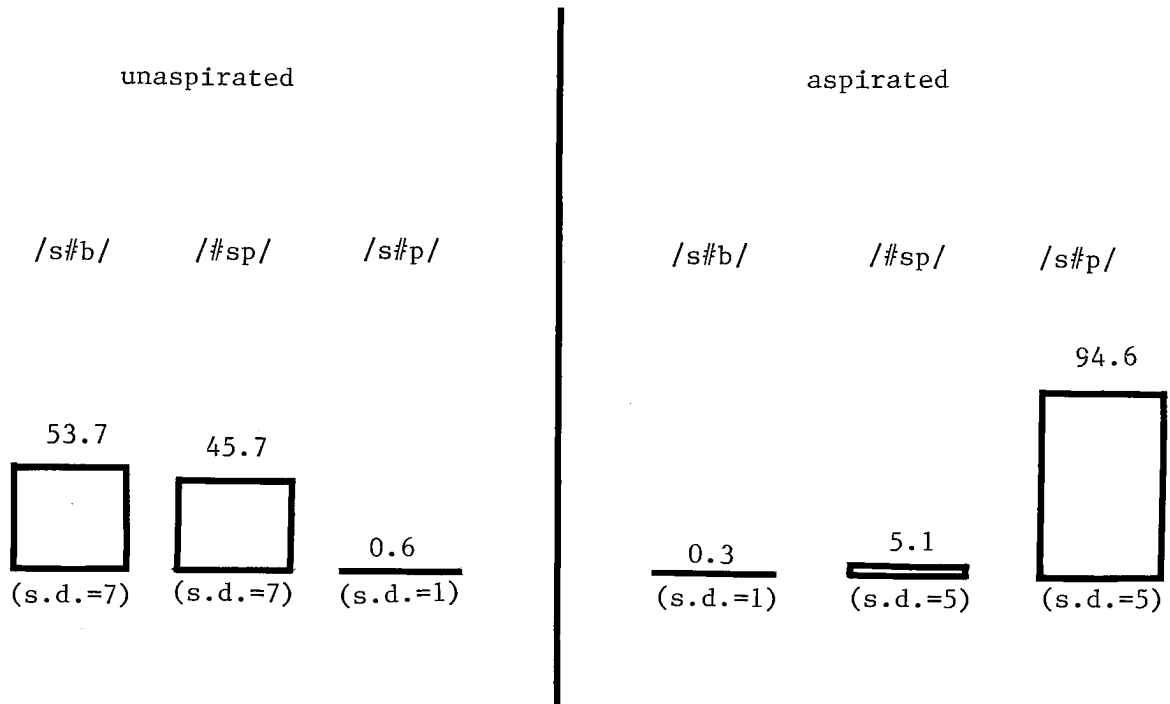 unaspirated
/s#b/ /#sp/ /s#p/
53.7 45.7 0.6
(s.d.=7) (s.d.=7) (s.d.=1)
aspirated
/s#b/ /#sp/ /s#p/
0.3 5.1 94.6
(s.d.=1) (s.d.=5) (s.d.=5)